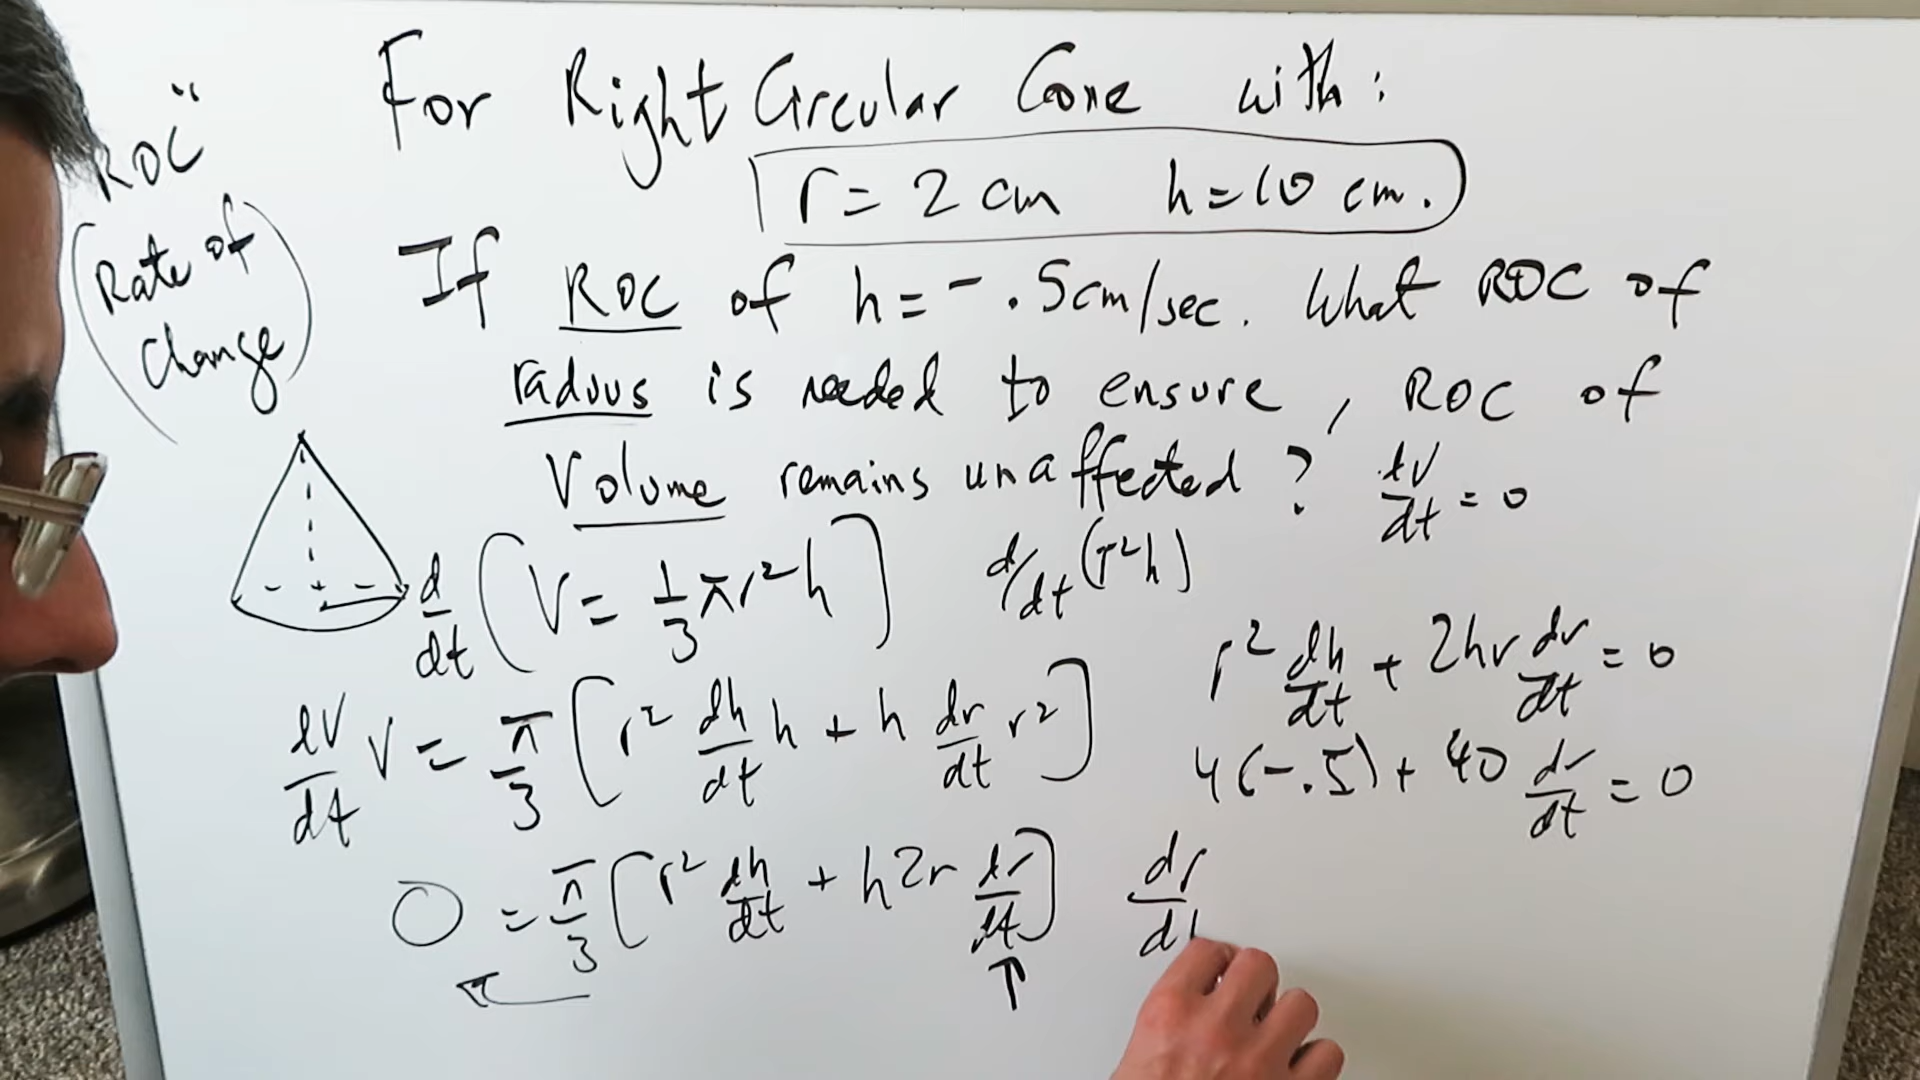 For Right Circular Cone with:
r = 2 cm h = 10 cm.
ROC"
(Rate of
Change)
If ROC of h = -.5cm/sec. What ROC of
radius is needed to ensure, ROC of
Volume remains unaffected? dV/dt = 0
d/dt (V = 1/3 πr²h) d/dt (r²h)
r² dh/dt + 2hr dr/dt = 0
dV/dt V = π/3 [r² dh/dt h + h dr/dt r²]
4(-.5) + 40 dr/dt = 0
0 = π/3 [r² dh/dt + h2r dr/dt] dr/dt